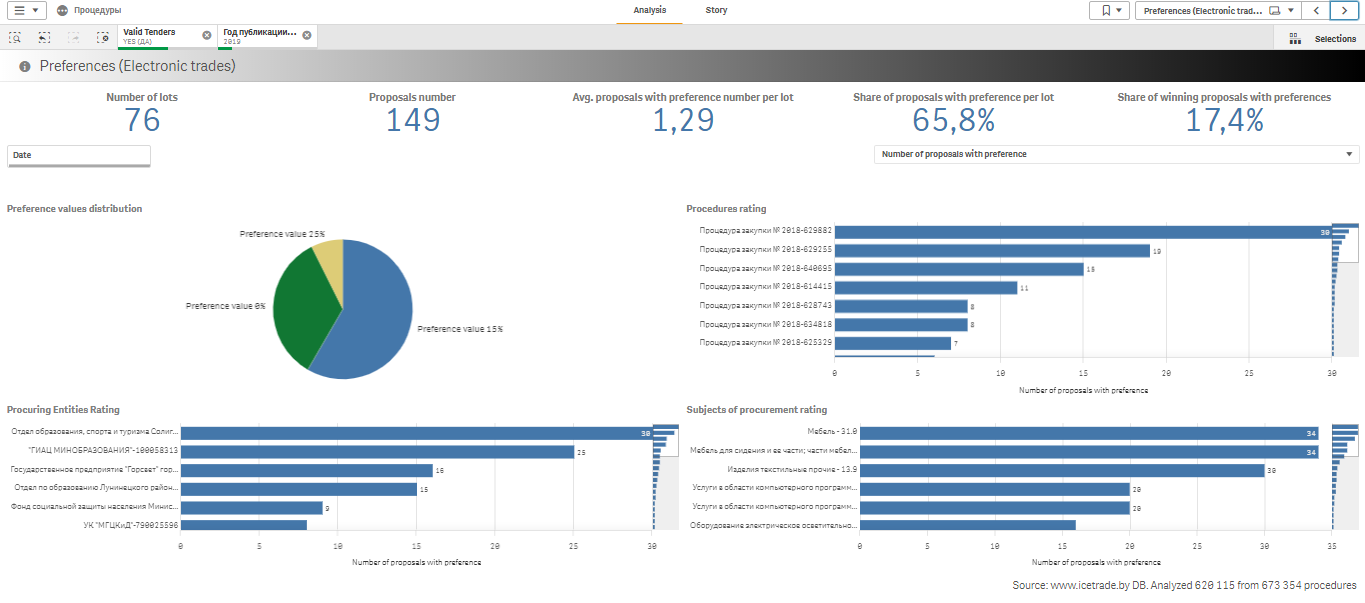 Процедуры
Analysis
Story
Preferences (Electronic trad...
Valid Tenders
YES (ДА)
Год публикации...
2019
Selections
Preferences (Electronic trades)
Number of lots
76
Proposals number
149
Avg. proposals with preference number per lot
1,29
Share of proposals with preference per lot
65,8%
Share of winning proposals with preferences
17,4%
Date
Number of proposals with preference
Preference values distribution
Preference value 25%
Preference value 0%
Preference value 15%
Procedures rating
Процедура закупки № 2018-629882
30
Процедура закупки № 2018-629255
19
Процедура закупки № 2018-640695
15
Процедура закупки № 2018-614415
11
Процедура закупки № 2018-628743
8
Процедура закупки № 2018-634818
8
Процедура закупки № 2018-625329
7
0 5 10 15 20 25 30
Number of proposals with preference
Procuring Entities Rating
Отдел образования, спорта и туризма Солиг...
30
"ГИАЦ МИНОБРАЗОВАНИЯ"-100058313
25
Государственное предприятие "Горсвет" гор...
16
Отдел по образованию Лунинецкого район...
15
Фонд социальной защиты населения Минис...
9
УК "МГЦКиД"-790025596
0 5 10 15 20 25 30
Number of proposals with preference
Subjects of procurement rating
Мебель - 31.0
34
Мебель для сидения и ее части; части мебел...
34
Изделия текстильные прочие - 13.9
30
Услуги в области компьютерного программ...
20
Услуги в области компьютерного программ...
20
Оборудование электрическое осветительно...
0 5 10 15 20 25 30 35
Number of proposals with preference
Source: www.icetrade.by DB. Analyzed 620 115 from 673 354 procedures